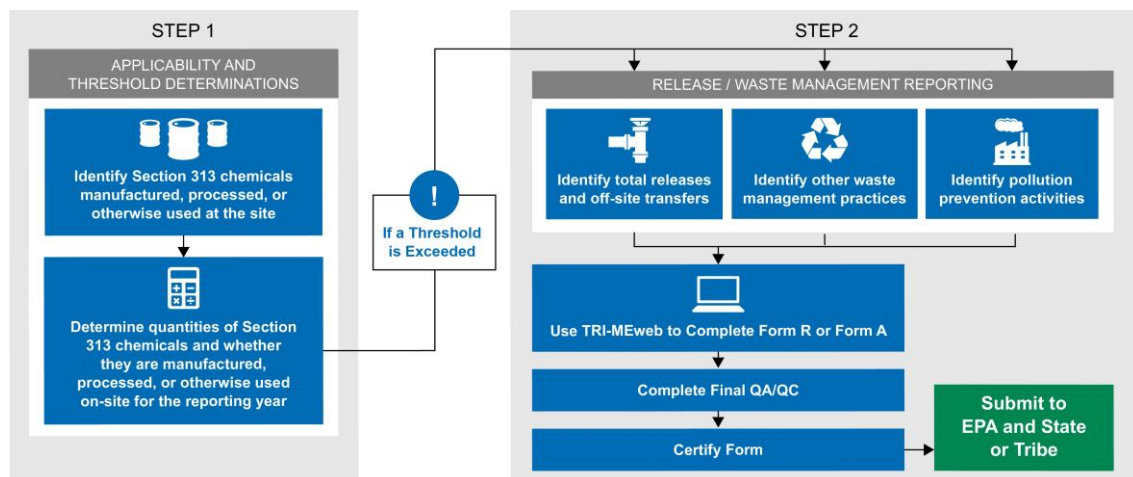 STEP 1
APPLICABILITY AND
THRESHOLD DETERMINATIONS
Identify Section 313 chemicals
manufactured, processed, or
otherwise used at the site
Determine quantities of Section
313 chemicals and whether
they are manufactured,
processed, or otherwise used
on-site for the reporting year
!
If a Threshold
is Exceeded
STEP 2
RELEASE / WASTE MANAGEMENT REPORTING
Identify total releases
and off-site transfers
Identify other waste
management practices
Identify pollution
prevention activities
Use TRI-MEweb to Complete Form R or Form A
Complete Final QA/QC
Certify Form
Submit to
EPA and State
or Tribe